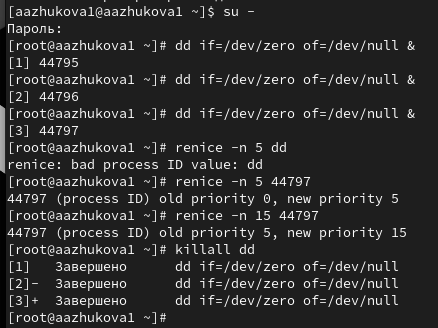 [aazhukova1@aazhukova1 ~]$ su -
Пароль:
[root@aazhukova1 ~]# dd if=/dev/zero of=/dev/null &
[1] 44795
[root@aazhukova1 ~]# dd if=/dev/zero of=/dev/null &
[2] 44796
[root@aazhukova1 ~]# dd if=/dev/zero of=/dev/null &
[3] 44797
[root@aazhukova1 ~]# renice -n 5 dd
renice: bad process ID value: dd
[root@aazhukova1 ~]# renice -n 5 44797
44797 (process ID) old priority 0, new priority 5
[root@aazhukova1 ~]# renice -n 15 44797
44797 (process ID) old priority 5, new priority 15
[root@aazhukova1 ~]# killall dd
[1]   Завершено      dd if=/dev/zero of=/dev/null
[2]-  Завершено      dd if=/dev/zero of=/dev/null
[3]+  Завершено      dd if=/dev/zero of=/dev/null
[root@aazhukova1 ~]#